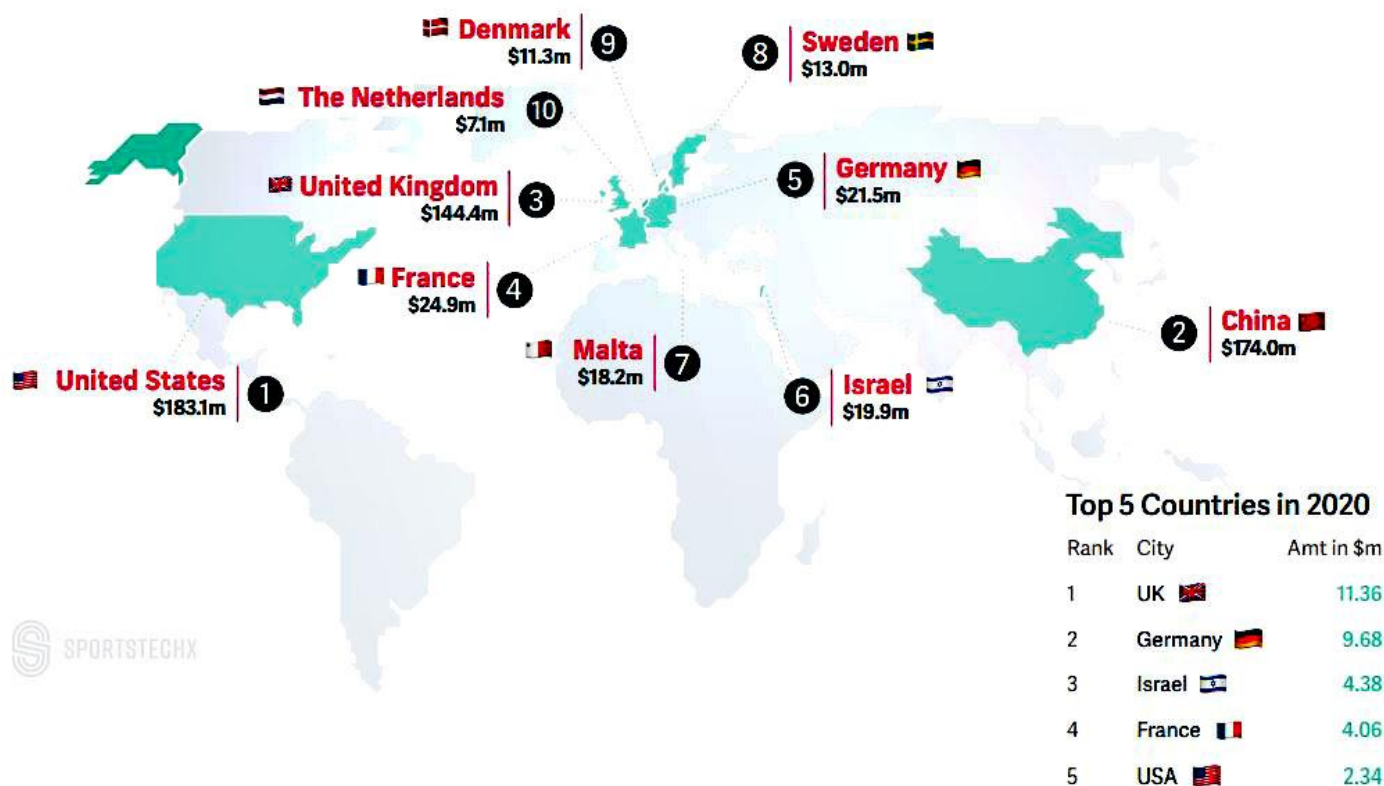 Denmark
$11.3m
9
8
Sweden
$13.0m
The Netherlands
$7.1m
10
United Kingdom
$144.4m
3
5
Germany
$21.5m
France
$24.9m
4
2
China
$174.0m
Malta
$18.2m
7
United States
$183.1m
1
6
Israel
$19.9m
Top 5 Countries in 2020
Rank City Amt in $m
1 UK 11.36
2 Germany 9.68
3 Israel 4.38
4 France 4.06
5 USA 2.34
SPORTSTECHX